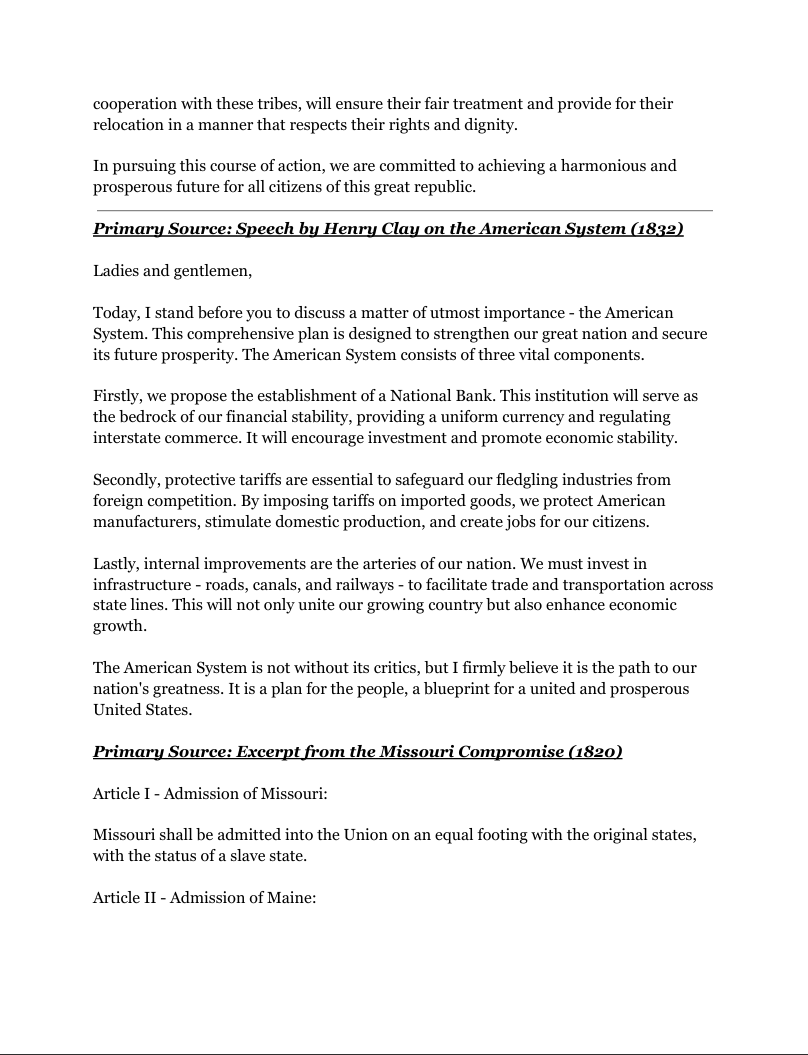 cooperation with these tribes, will ensure their fair treatment and provide for their
relocation in a manner that respects their rights and dignity.
In pursuing this course of action, we are committed to achieving a harmonious and
prosperous future for all citizens of this great republic.
Primary Source: Speech by Henry Clay on the American System (1832)
Ladies and gentlemen,
Today, I stand before you to discuss a matter of utmost importance - the American
System. This comprehensive plan is designed to strengthen our great nation and secure
its future prosperity. The American System consists of three vital components.
Firstly, we propose the establishment of a National Bank. This institution will serve as
the bedrock of our financial stability, providing a uniform currency and regulating
interstate commerce. It will encourage investment and promote economic stability.
Secondly, protective tariffs are essential to safeguard our fledgling industries from
foreign competition. By imposing tariffs on imported goods, we protect American
manufacturers, stimulate domestic production, and create jobs for our citizens.
Lastly, internal improvements are the arteries of our nation. We must invest in
infrastructure - roads, canals, and railways - to facilitate trade and transportation across
state lines. This will not only unite our growing country but also enhance economic
growth.
The American System is not without its critics, but I firmly believe it is the path to our
nation's greatness. It is a plan for the people, a blueprint for a united and prosperous
United States.
Primary Source: Excerpt from the Missouri Compromise (1820)
Article I - Admission of Missouri:
Missouri shall be admitted into the Union on an equal footing with the original states,
with the status of a slave state.
Article II - Admission of Maine: